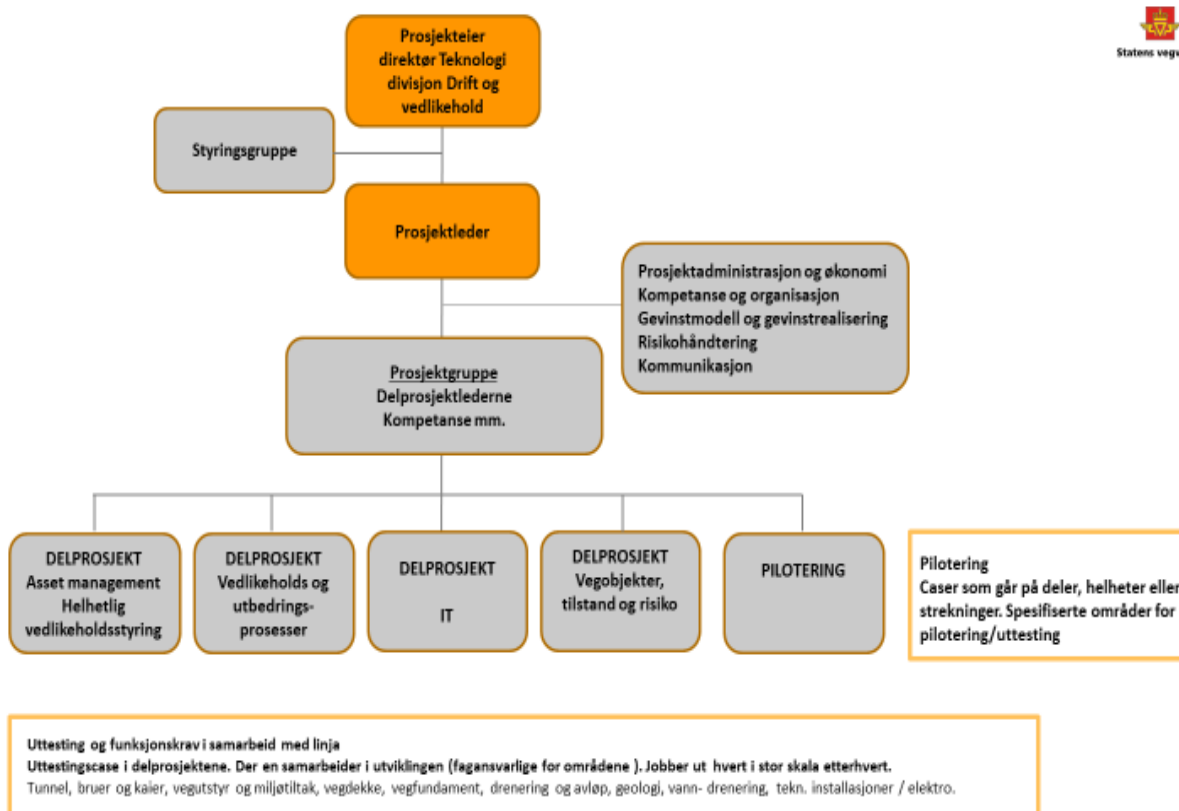 Prosjekteier
direktør Teknologi
divisjon Drift og
vedlikehold
Statens
Styringsgruppe
Prosjektleder
Prosjektadministrasjon og økonomi
Kompetanse og organisasjon
Gevinstmodell og gevinstrealisering
Risikohåndtering
Kommunikasjon
Prosjektgruppe
Delprosjektlederne
Kompetanse mm.
DELPROSJEKT
Asset management
Helhetlig
vedlikeholdsstyring
DELPROSJEKT
Vedlikeholds og
utbedrings-
prosesser
DELPROSJEKT
IT
DELPROSJEKT
Vegobjekter,
tilstand og risiko
PILOTERING
Pilotering
Caser som går på deler, helheter eller
strekninger. Spesifiserte områder for
pilotering/uttesting
Uttesting og funksjonskrav i samarbeid med linja
Uttestingscase i delprosjektene. Der en samarbeider i utviklingen (fagansvarlige for områdene ). Jobber ut hvert i stor skala etterhvert.
Tunnel, bruer og kaier, vegutstyr og miljøtiltak, vegdekke, vegfundament, drenering og avløp, geologi, vann- drenering, tekn. installasjoner / elektro.